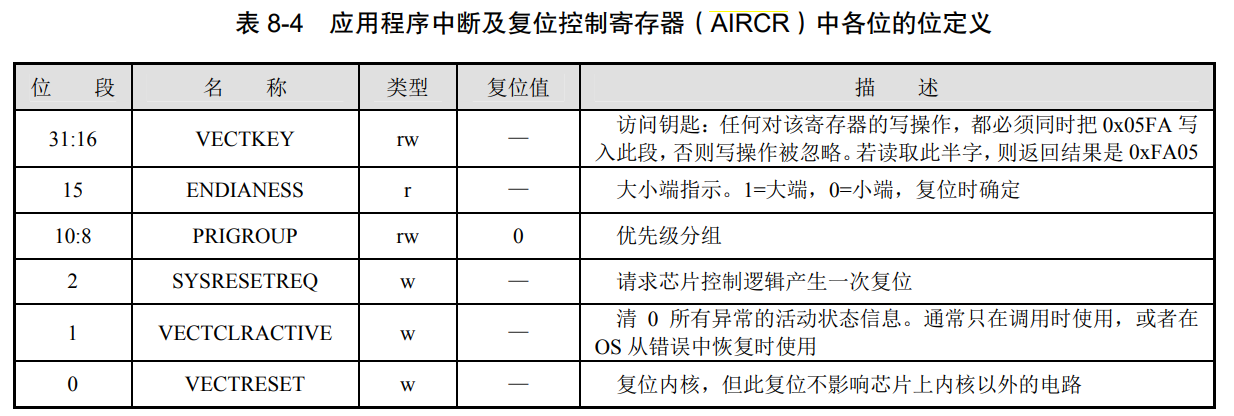 表 8-4 应用程序中断及复位控制寄存器（AIRCR）中各位的位定义
位 段 名 称 类型 复位值 描 述
31:16 VECTKEY rw — 访问钥匙：任何对该寄存器的写操作，都必须同时把 0x05FA 写
入此段，否则写操作被忽略。若读取此半字，则返回结果是 0xFA05
15 ENDIANESS r — 大小端指示。1=大端，0=小端，复位时确定
10:8 PRIGROUP rw 0 优先级分组
2 SYSRESETREQ w — 请求芯片控制逻辑产生一次复位
1 VECTCLRACTIVE w — 清 0 所有异常的活动状态信息。通常只在调用时使用，或者在
OS 从错误中恢复时使用
0 VECTRESET w — 复位内核，但此复位不影响芯片上内核以外的电路